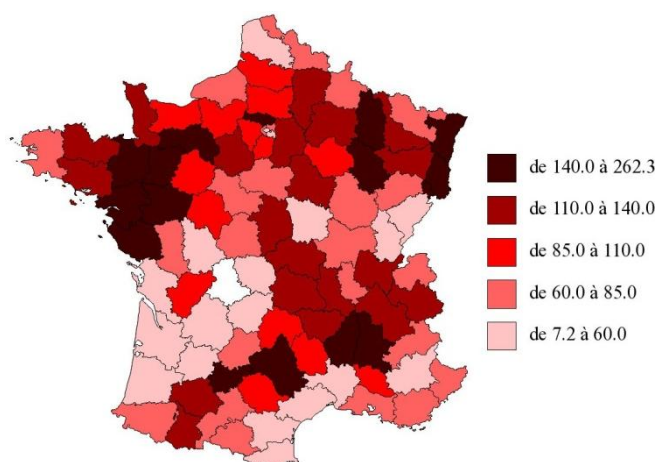 de 140.0 à 262.3
de 110.0 à 140.0
de 85.0 à 110.0
de 60.0 à 85.0
de 7.2 à 60.0